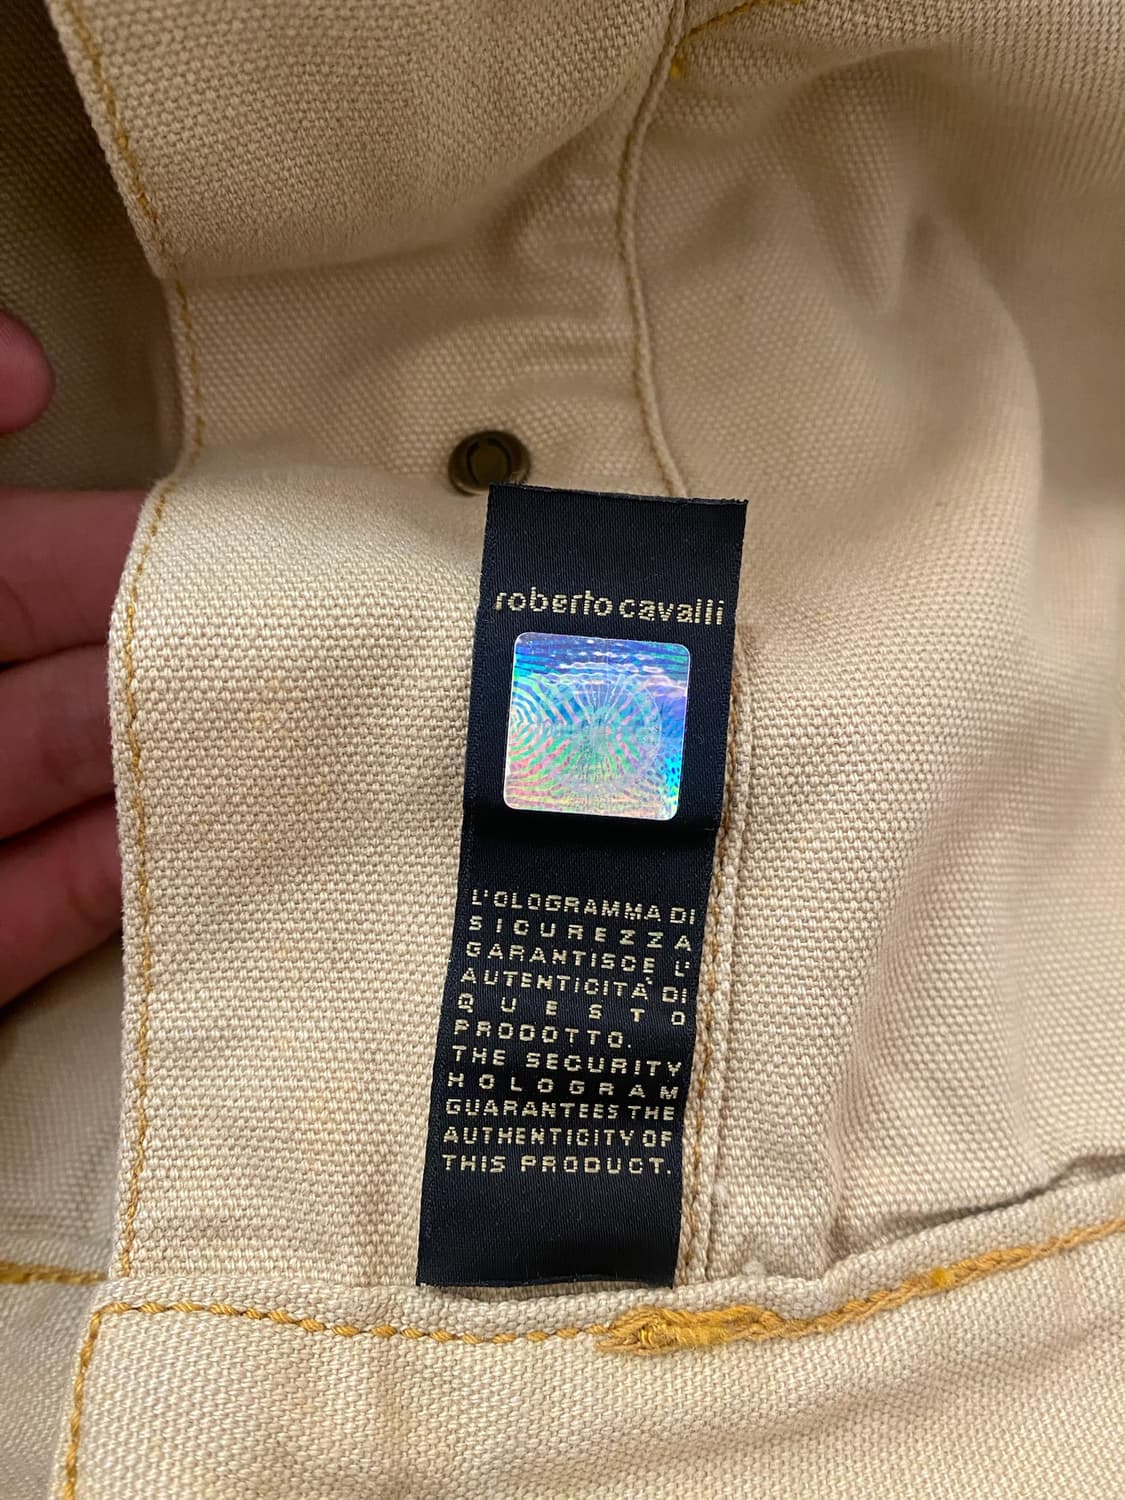 roberto cavalli
L'OLOGRAMMA DI
SICUREZZA
GARANTISCE L'
AUTENTICITÀ DI
QUESTO
PRODOTTO.
THE SECURITY
HOLOGRAM
GUARANTEES THE
AUTHENTICITY OF
THIS PRODUCT.